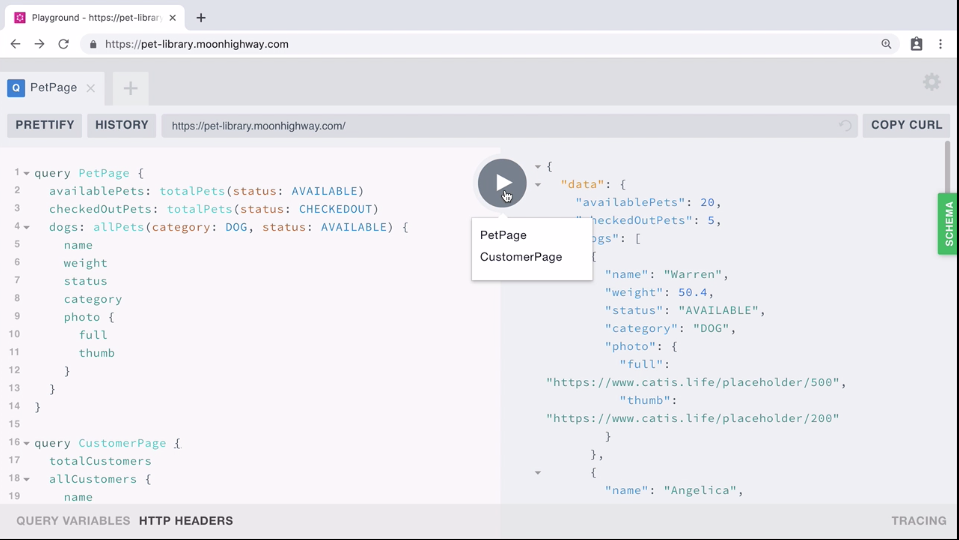 Playground - https://pet-library
https://pet-library.moonhighway.com
Q PetPage
PRETTIFY HISTORY https://pet-library.moonhighway.com/ COPY CURL
1 query PetPage {
2 availablePets: totalPets(status: AVAILABLE)
3 checkedOutPets: totalPets(status: CHECKEDOUT)
4 dogs: allPets(category: DOG, status: AVAILABLE) {
5 name
6 weight
7 status
8 category
9 photo {
10 full
11 thumb
12 }
13 }
14 }
15
16 query CustomerPage {
17 totalCustomers
18 allCustomers {
19 name
PetPage
CustomerPage
{
"data": {
"availablePets": 20,
checkedOutPets": 5,
ogs": [
{
"name": "Warren",
"weight": 50.4,
"status": "AVAILABLE",
"category": "DOG",
"photo": {
"full":
"https://www.catis.life/placeholder/500",
"thumb":
"https://www.catis.life/placeholder/200"
}
},
{
"name": "Angelica",
SCHEMA
QUERY VARIABLES HTTP HEADERS TRACING